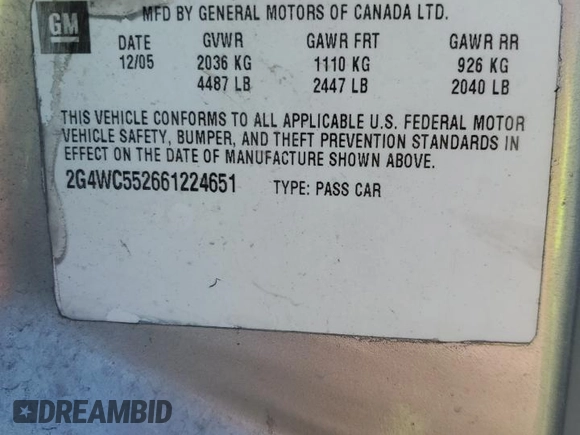 GM
MFD BY GENERAL MOTORS OF CANADA LTD.
DATE GVWR GAWR FRT GAWR RR
12/05 2036 KG 1110 KG 926 KG
4487 LB 2447 LB 2040 LB
THIS VEHICLE CONFORMS TO ALL APPLICABLE U.S. FEDERAL MOTOR
VEHICLE SAFETY, BUMPER, AND THEFT PREVENTION STANDARDS IN
EFFECT ON THE DATE OF MANUFACTURE SHOWN ABOVE.
2G4WC552661224651 TYPE: PASS CAR
DREAMBID